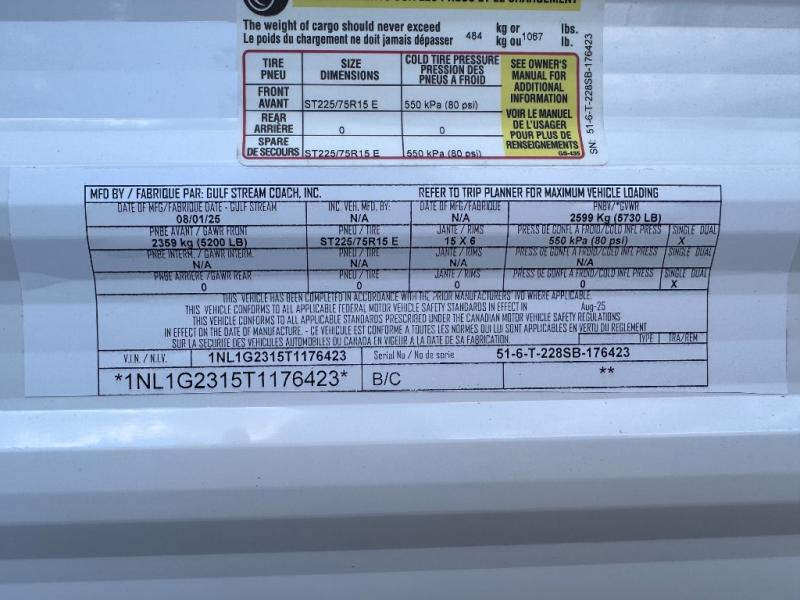 The weight of cargo should never exceed 484 kg or 1067 lbs.
Le poids du chargement ne doit jamais dépasser kg ou lb.
TIRE PNEU SIZE DIMENSIONS COLD TIRE PRESSURE PRESSION DES PNEUS A FROID
FRONT AVANT ST225/75R15 E 550 kPa (80 psi)
REAR ARRIÈRE 0 0
SPARE DE SECOURS ST225/75R15 E 550 kPa (80 psi)
SEE OWNER'S
MANUAL FOR
ADDITIONAL
INFORMATION
VOIR LE MANUEL
DE L'USAGER
POUR PLUS DE
RENSEIGNEMENTS
GS-435
SN: 51-6-T-228SB-176423
MFD BY / FABRIQUE PAR: GULF STREAM COACH, INC. REFER TO TRIP PLANNER FOR MAXIMUM VEHICLE LOADING
DATE OF MFG/FABRIQUE DATE - GULF STREAM INC. VEH. MFD. BY: DATE OF MFG/FABRIQUE PNBV/*GVWR
08/01/25 N/A N/A 2599 Kg (5730 LB)
PNBE AVANT / GAWR FRONT PNEU / TIRE JANTE / RIMS PRESS DE GONFL A FROID/COLD INFL PRESS SINGLE DUAL
2359 kg (5200 LB) ST225/75R15 E 15 X 6 550 kPa (80 psi) X
PNBE INTERM. / GAWR INTERM. PNEU / TIRE JANTE / RIMS PRESS DE GONFL A FROID/COLD INFL PRESS SINGLE DUAL
N/A N/A N/A N/A
PNBE ARRIERE /GAWR REAR PNEU / TIRE JANTE / RIMS PRESS DE GONFL A FROID/COLD INFL PRESS SINGLE DUAL
0 0 0 0 X
THIS VEHICLE HAS BEEN COMPLETED IN ACCORDANCE WITH THE PRIOR MANUFACTURERS' IVD WHERE APPLICABLE.
THIS VEHICLE CONFORMS TO ALL APPLICABLE FEDERAL MOTOR VEHICLE SAFETY STANDARDS IN EFFECT IN Aug-25
THIS VEHICLE CONFORMS TO ALL APPLICABLE STANDARDS PRESCRIBED UNDER THE CANADIAN MOTOR VEHICLE SAFETY REGULATIONS
IN EFFECT ON THE DATE OF MANUFACTURE. - CE VEHICULE EST CONFORME A TOUTES LES NORMES QUI LUI SONT APPLICABLES EN VERTU DU REGLEMENT
SUR LA SECURITE DES VEHICULES AUTOMOBILES DU CANADA EN VIGEUR A LA DATE DE SA FABRICATION.
TYPE TRA/REM
V.I.N. / N.I.V. 1NL1G2315T1176423 Serial No / No de serie 51-6-T-228SB-176423
*1NL1G2315T1176423* B/C **